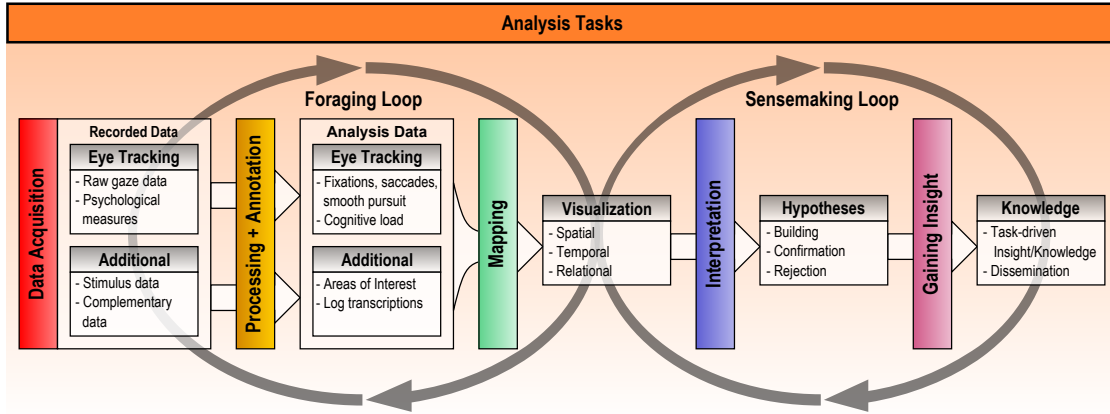 Analysis Tasks
Foraging Loop
Sensemaking Loop
Data Acquisition
Recorded Data
Eye Tracking
- Raw gaze data
- Psychological
measures
Additional
- Stimulus data
- Complementary
data
Processing + Annotation
Analysis Data
Eye Tracking
- Fixations, saccades,
smooth pursuit
- Cognitive load
Additional
- Areas of Interest
- Log transcriptions
Mapping
Visualization
- Spatial
- Temporal
- Relational
Interpretation
Hypotheses
- Building
- Confirmation
- Rejection
Gaining Insight
Knowledge
- Task-driven
Insight/Knowledge
- Dissemination